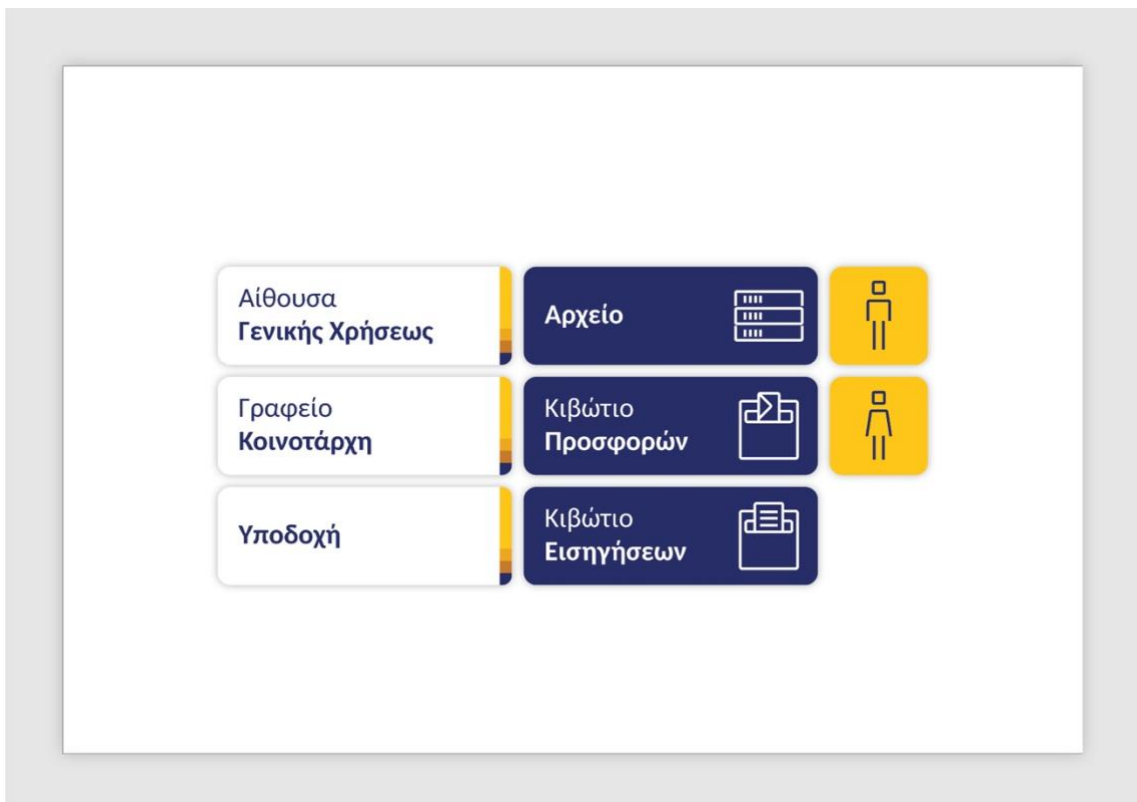 Αίθουσα
Γενικής Χρήσεως
Αρχείο
Γραφείο
Κοινοτάρχη
Κιβώτιο
Προσφορών
Υποδοχή
Κιβώτιο
Εισηγήσεων